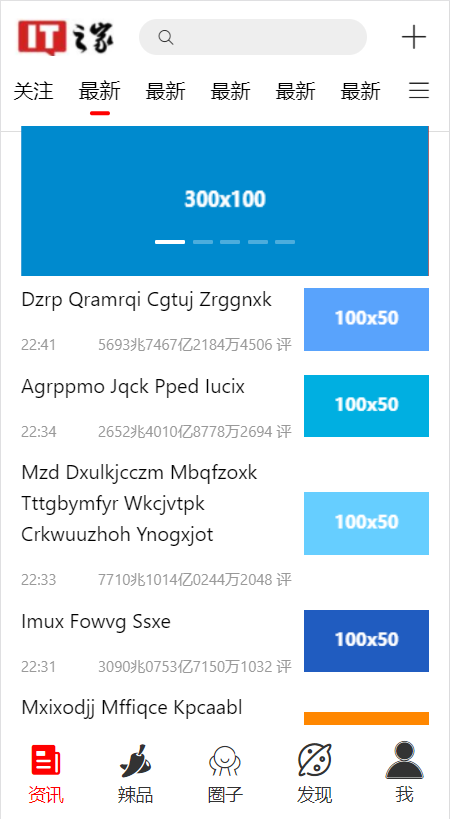 IT之家
关注 最新 最新 最新 最新 最新
300x100
Dzrp Qramrqi Cgtuj Zrggnxk
22:41 5693兆7467亿2184万4506 评
100x50
Agrppmo Jqck Pped Iucix
22:34 2652兆4010亿8778万2694 评
100x50
Mzd Dxulkjcczm Mbqfzoxk
Tttgbymfyr Wkcjvtpk
Crkwuuzhoh Ynogxjot
22:33 7710兆1014亿0244万2048 评
100x50
Imux Fowvg Ssxe
22:31 3090兆0753亿7150万1032 评
100x50
Mxixodjj Mffiqce Kpcaabl
资讯 辣品 圈子 发现 我